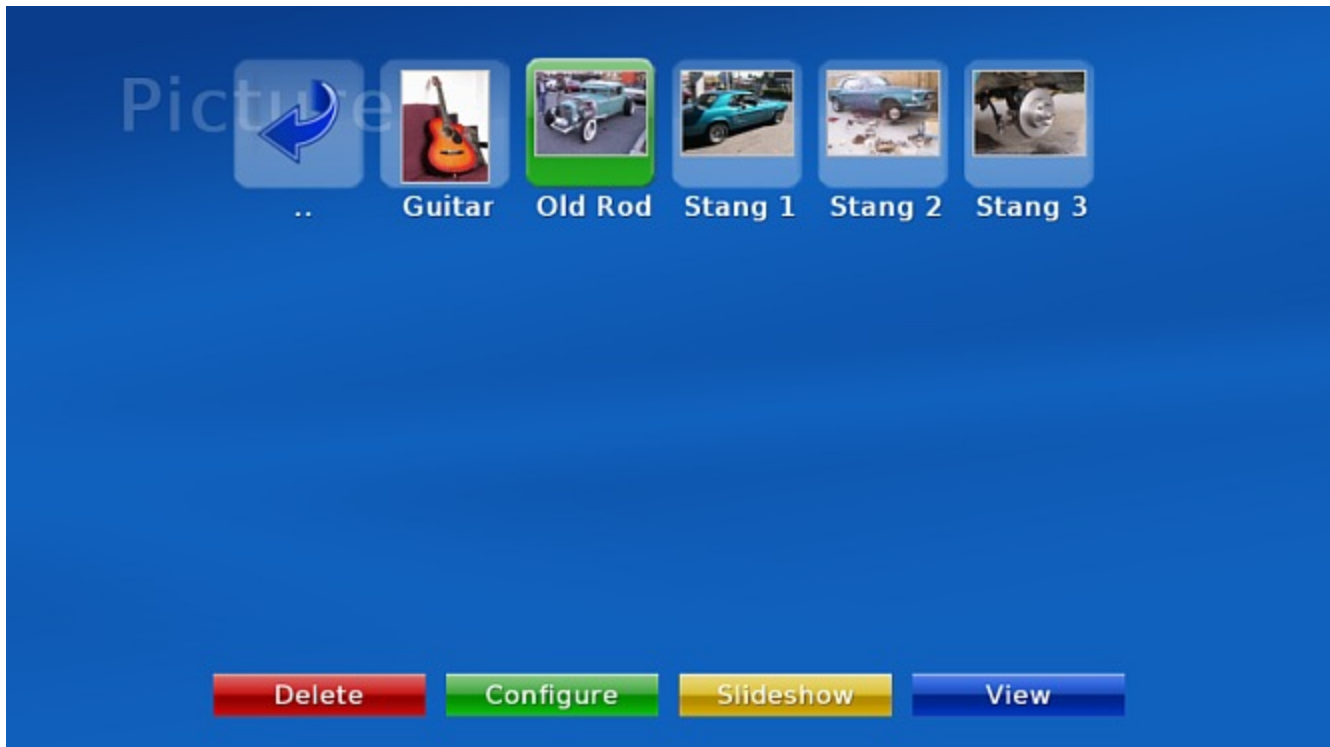 Picture
..
Guitar
Old Rod
Stang 1
Stang 2
Stang 3
Delete
Configure
Slideshow
View